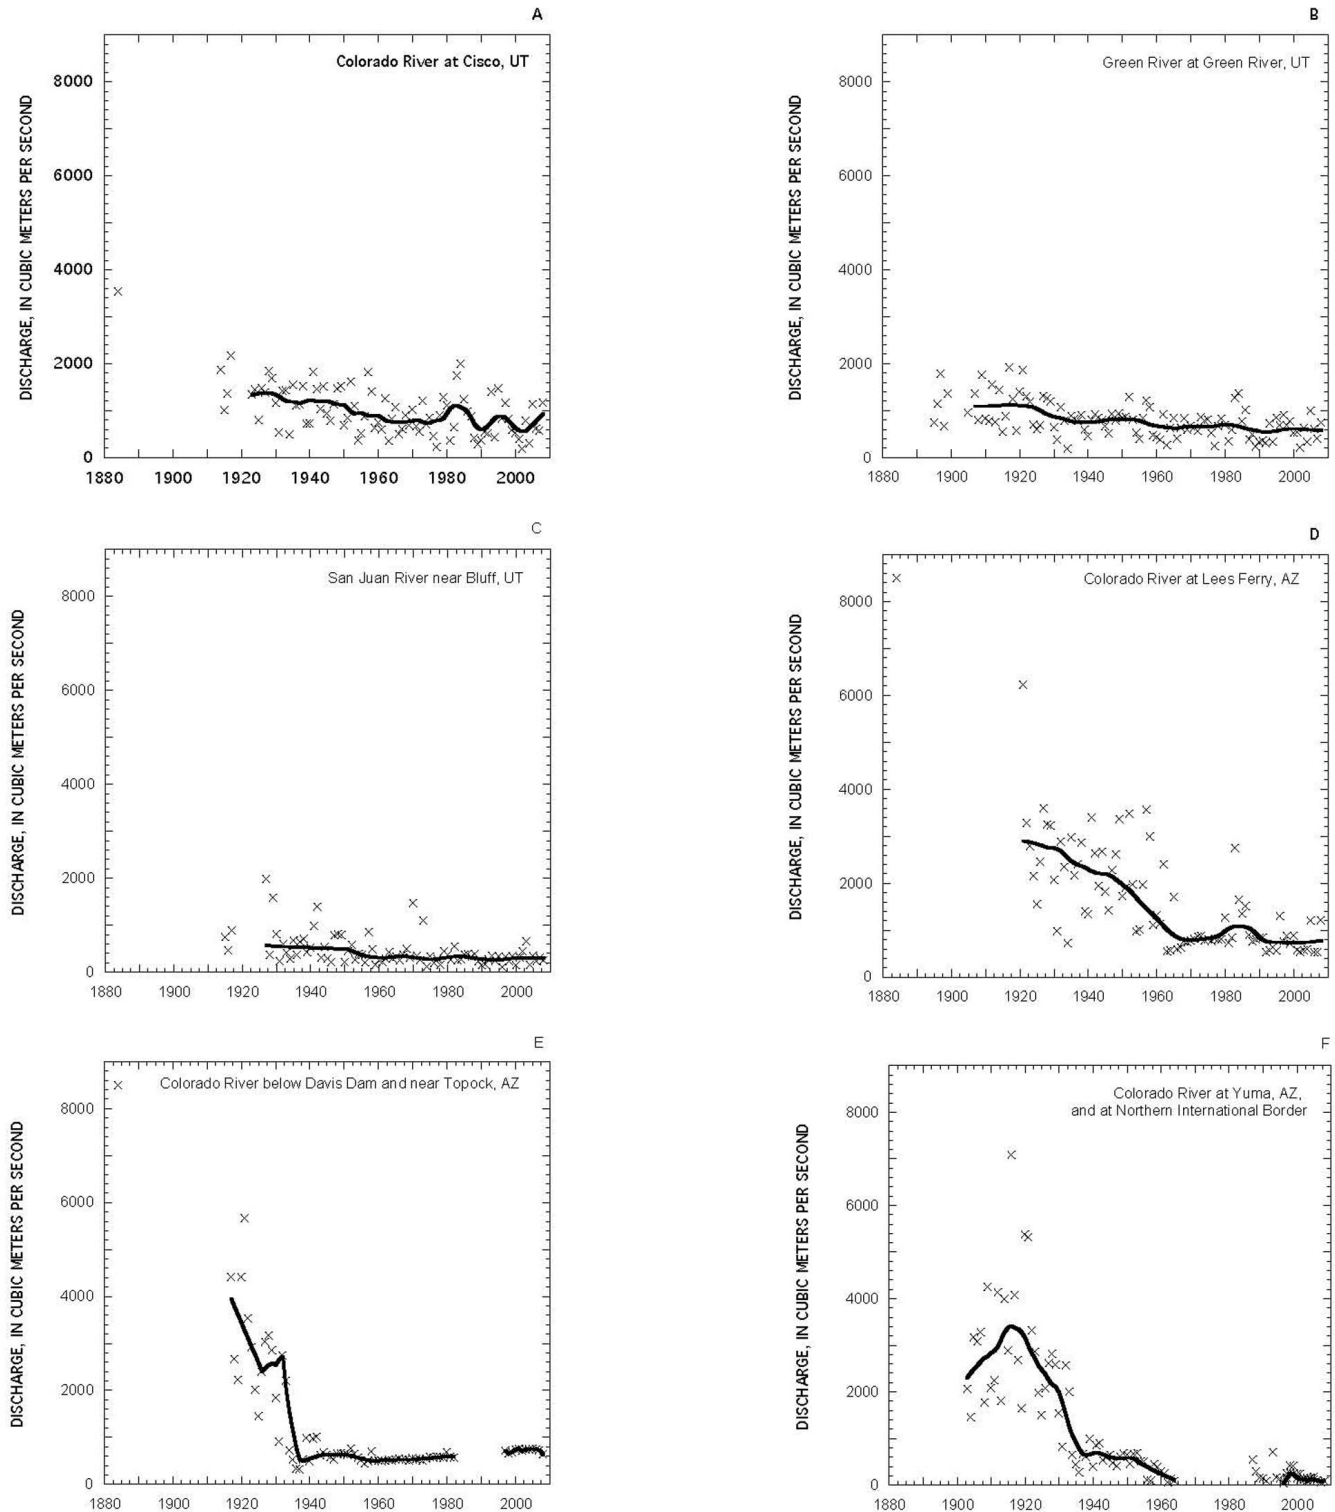 A
Colorado River at Cisco, UT
DISCHARGE, IN CUBIC METERS PER SECOND
8000
6000
4000
2000
0
1880 1900 1920 1940 1960 1980 2000
B
Green River at Green River, UT
DISCHARGE, IN CUBIC METERS PER SECOND
8000
6000
4000
2000
0
1880 1900 1920 1940 1960 1980 2000
C
San Juan River near Bluff, UT
DISCHARGE, IN CUBIC METERS PER SECOND
8000
6000
4000
2000
0
1880 1900 1920 1940 1960 1980 2000
D
Colorado River at Lees Ferry, AZ
DISCHARGE, IN CUBIC METERS PER SECOND
8000
6000
4000
2000
0
1880 1900 1920 1940 1960 1980 2000
E
Colorado River below Davis Dam and near Topock, AZ
DISCHARGE, IN CUBIC METERS PER SECOND
8000
6000
4000
2000
0
1880 1900 1920 1940 1960 1980 2000
F
Colorado River at Yuma, AZ,
and at Northern International Border
DISCHARGE, IN CUBIC METERS PER SECOND
8000
6000
4000
2000
0
1880 1900 1920 1940 1960 1980 2000